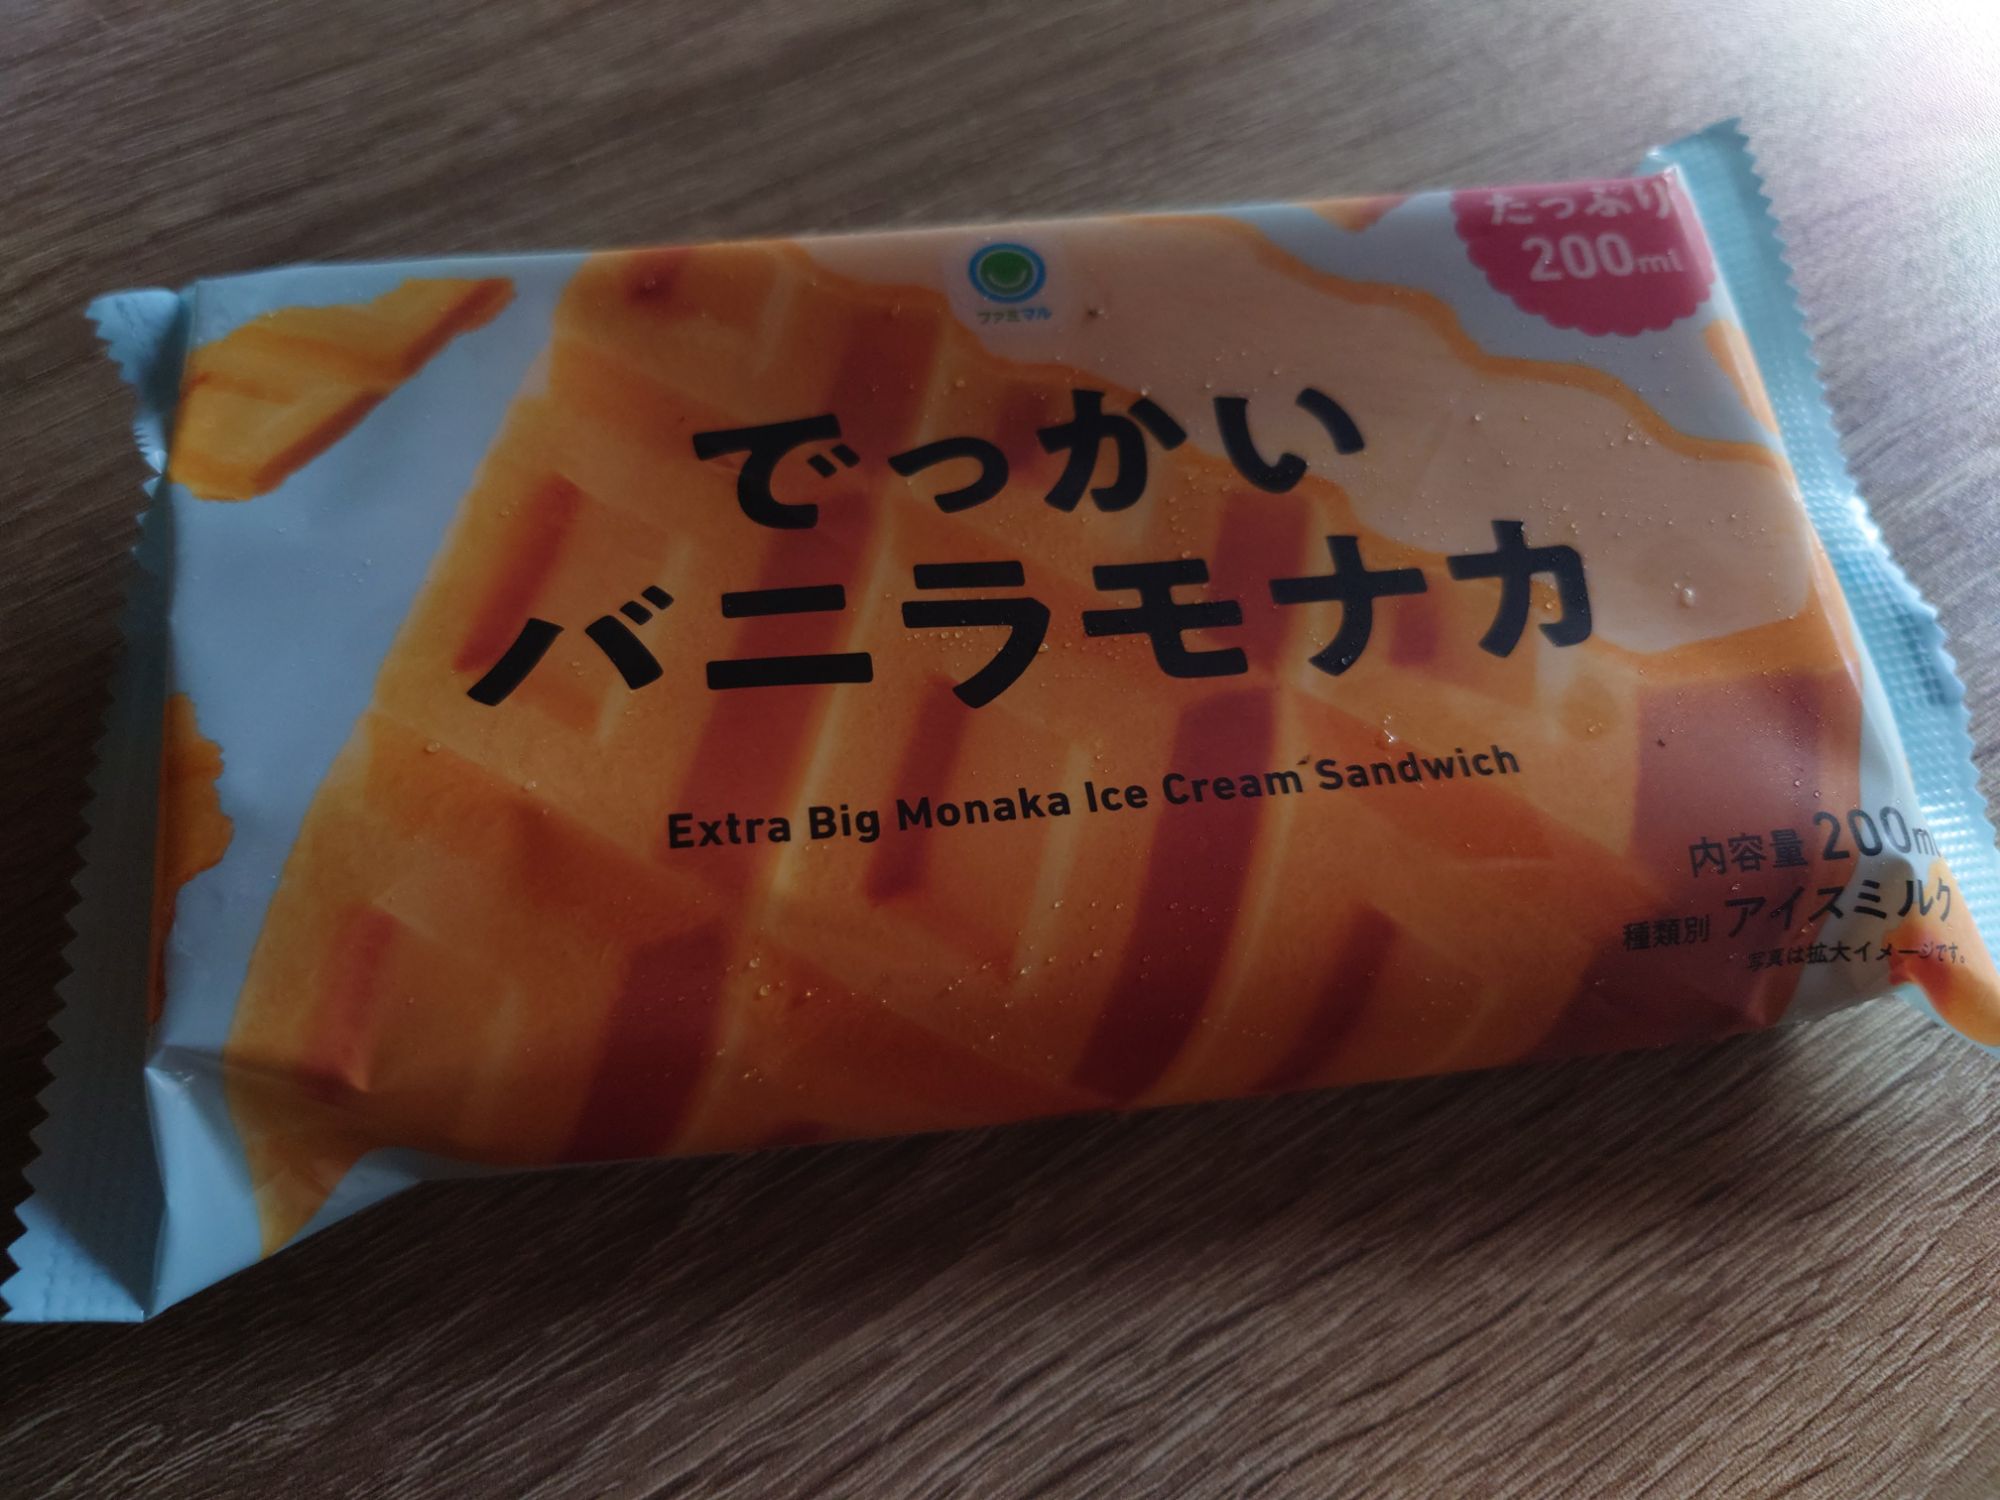 たっぷり
200ml
ファミマル
でっかい
バニラモナカ
Extra Big Monaka Ice Cream Sandwich
内容量 200ml
種類別 アイスミルク
写真は拡大イメージです。